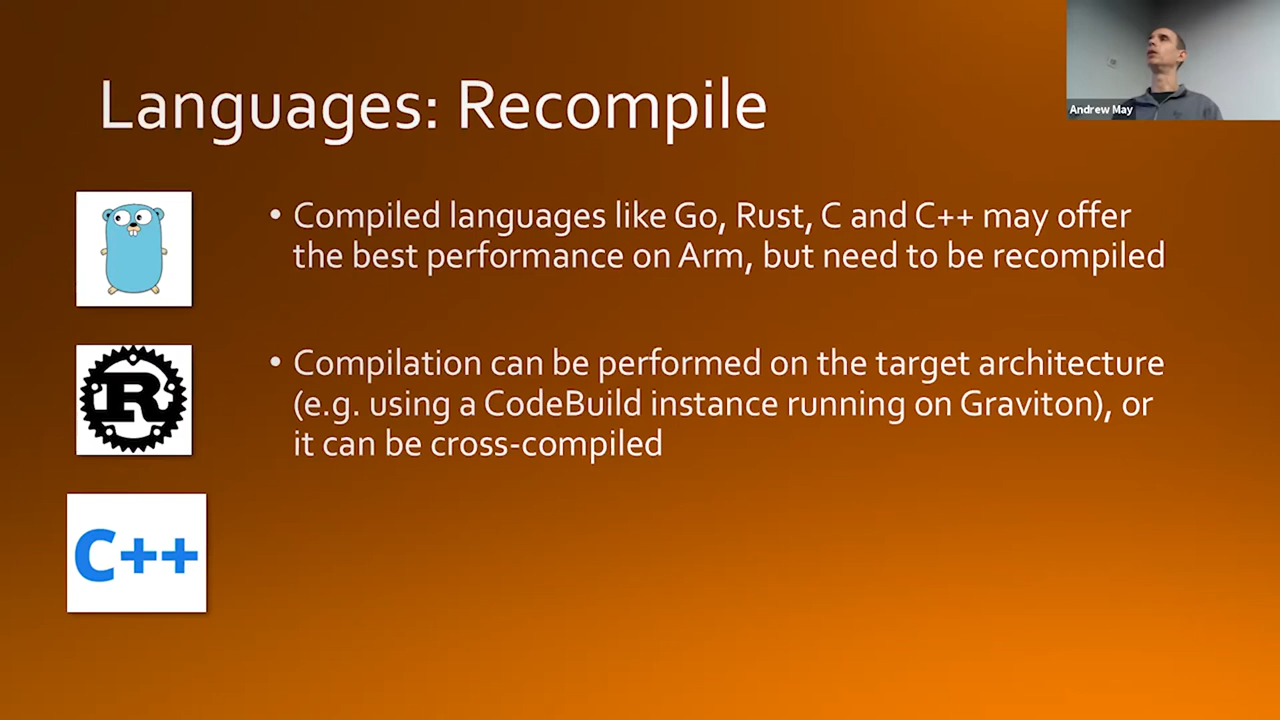 Languages: Recompile
Andrew May
• Compiled languages like Go, Rust, C and C++ may offer
the best performance on Arm, but need to be recompiled
• Compilation can be performed on the target architecture
(e.g. using a CodeBuild instance running on Graviton), or
it can be cross-compiled
R
C++